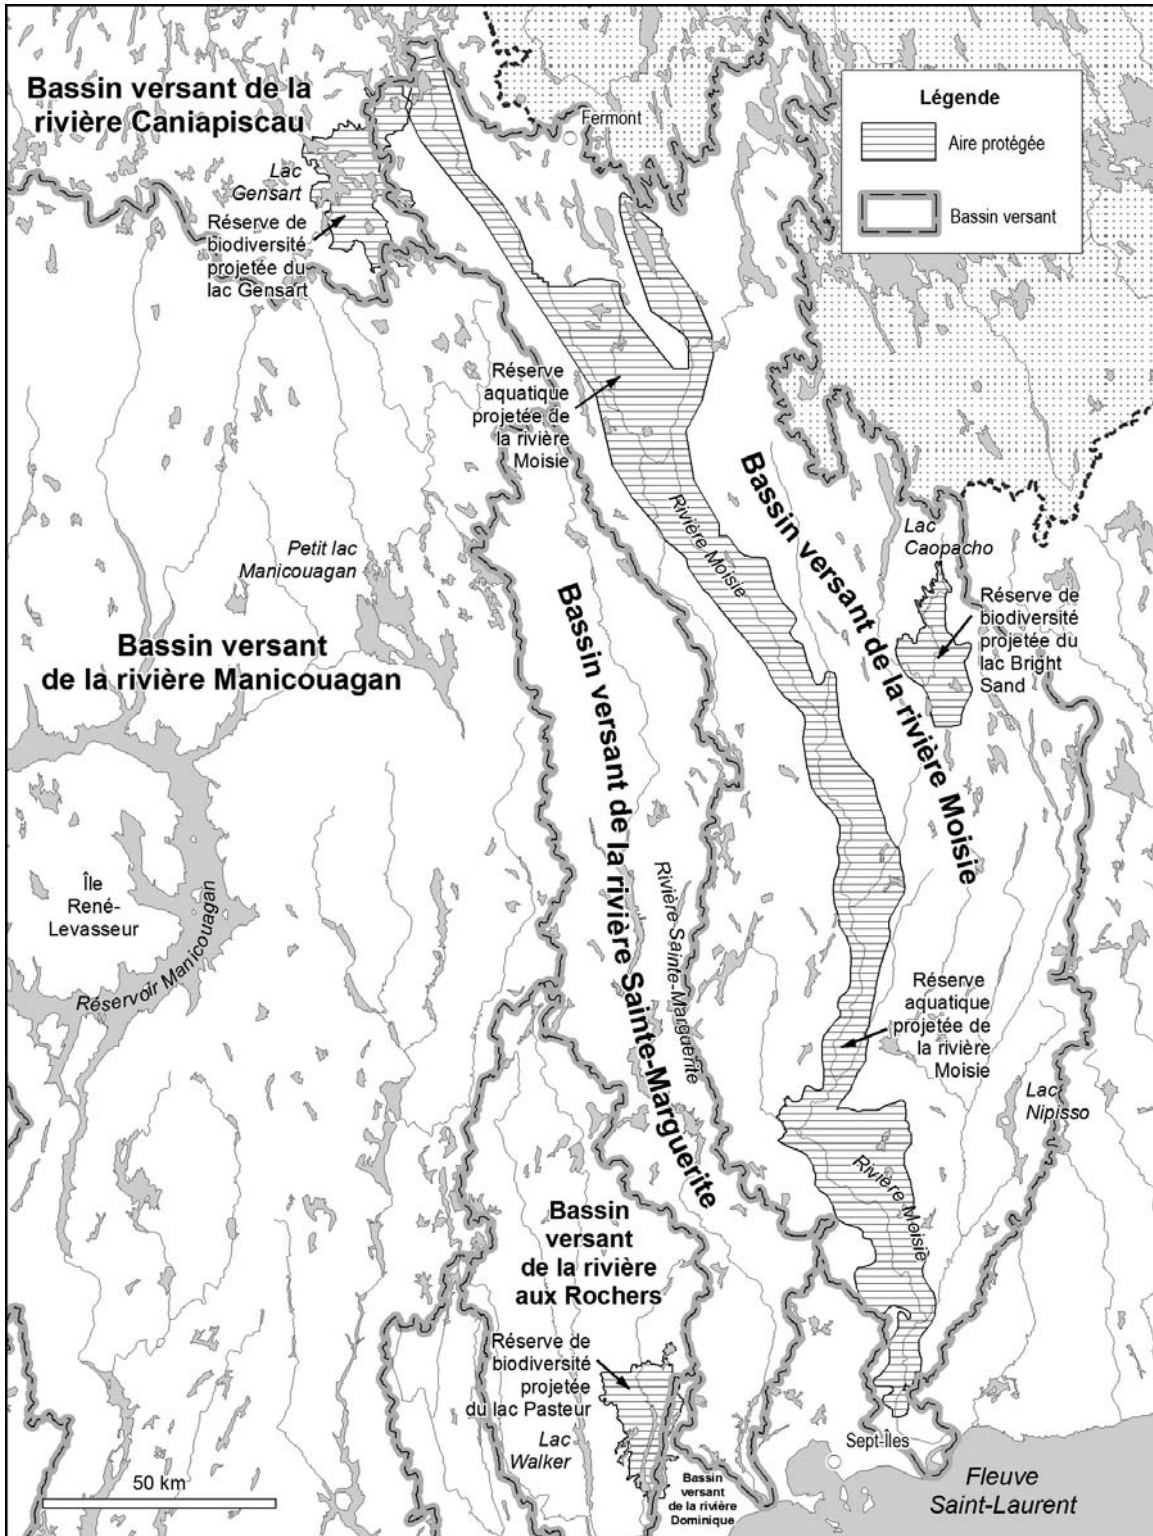 Bassin versant de la
rivière Caniapiscau
Légende
Aire protégée
Bassin versant
Fermont
Lac
Gensart
Réserve de
biodiversité
projetée du
lac Gensart
Réserve
aquatique
projetée de
la rivière
Moisie
Rivière Moisie
Bassin versant de la rivière Moisie
Lac
Caopacho
Réserve de
biodiversité
projetée du
lac Bright
Sand
Petit lac
Manicouagan
Bassin versant
de la rivière Manicouagan
Bassin versant de la rivière Sainte-Marguerite
Rivière Sainte-Marguerite
Île
René-
Levasseur
Réservoir Manicouagan
Réserve
aquatique
projetée de
la rivière
Moisie
Lac
Nipisso
Rivière Moisie
Bassin
versant
de la rivière
aux Rochers
Réserve de
biodiversité
projetée
du lac Pasteur
Lac
Walker
Sept-Îles
Bassin
versant
de la rivière
Dominique
Fleuve
Saint-Laurent
50 km